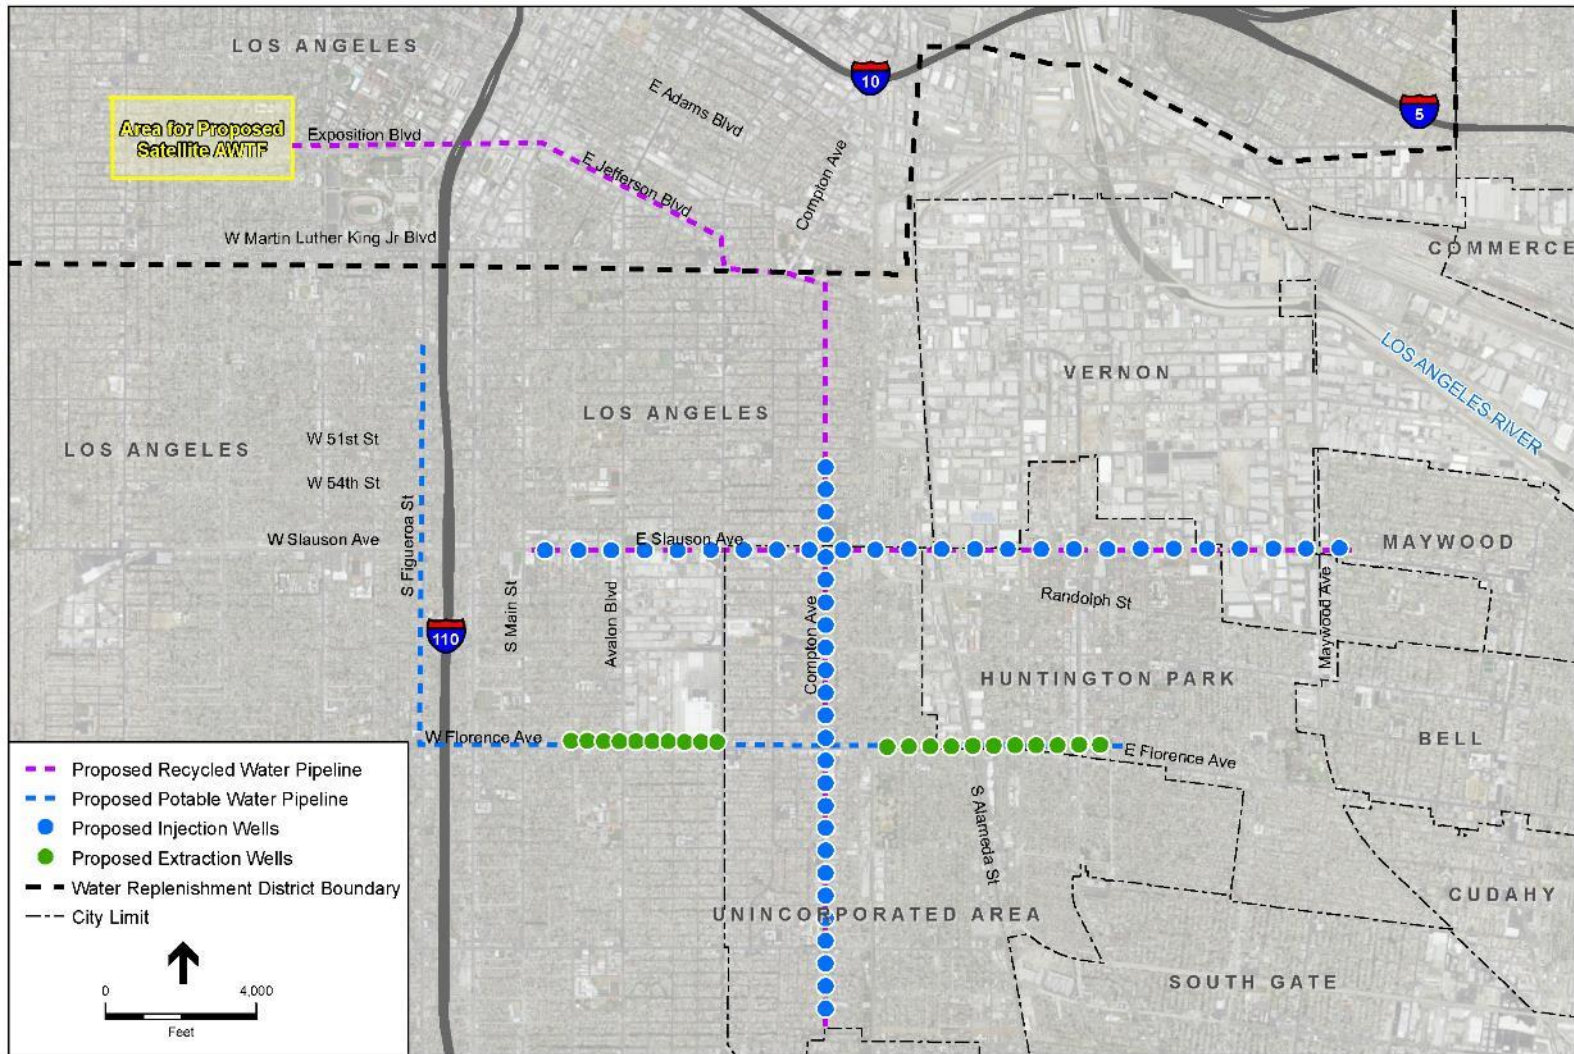 LOS ANGELES
10
5
E Adams Blvd
Area for Proposed
Satellite AWTF
Exposition Blvd
Compton Ave
E Jefferson Blvd
W Martin Luther King Jr Blvd
COMMERCE
VERNON
LOS ANGELES RIVER
LOS ANGELES
LOS ANGELES
W 51st St
W 54th St
S Figueroa St
W Slauson Ave
E Slauson Ave
MAYWOOD
S Main St
Avalon Blvd
Compton Ave
Randolph St
Maywood Ave
110
HUNTINGTON PARK
W Florence Ave
E Florence Ave
BELL
S Alameda St
CUDAHY
UNINCORPORATED AREA
SOUTH GATE
Proposed Recycled Water Pipeline
Proposed Potable Water Pipeline
Proposed Injection Wells
Proposed Extraction Wells
Water Replenishment District Boundary
City Limit
0 4,000
Feet